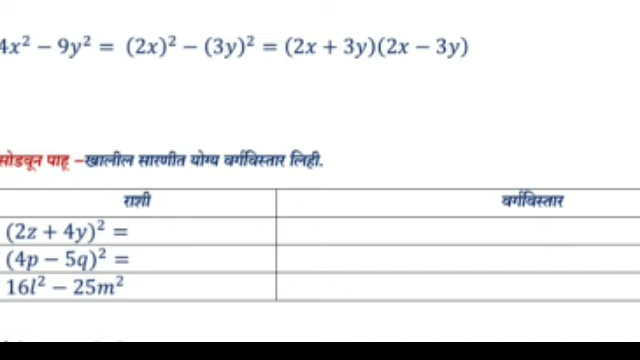 4x² − 9y² = (2x)² − (3y)² = (2x + 3y)(2x − 3y)
सोडवून पाहू –खालील सारणीत योग्य वर्गविस्तार लिही.
राशी वर्गविस्तार
(2z + 4y)² =
(4p − 5q)² =
16l² − 25m²